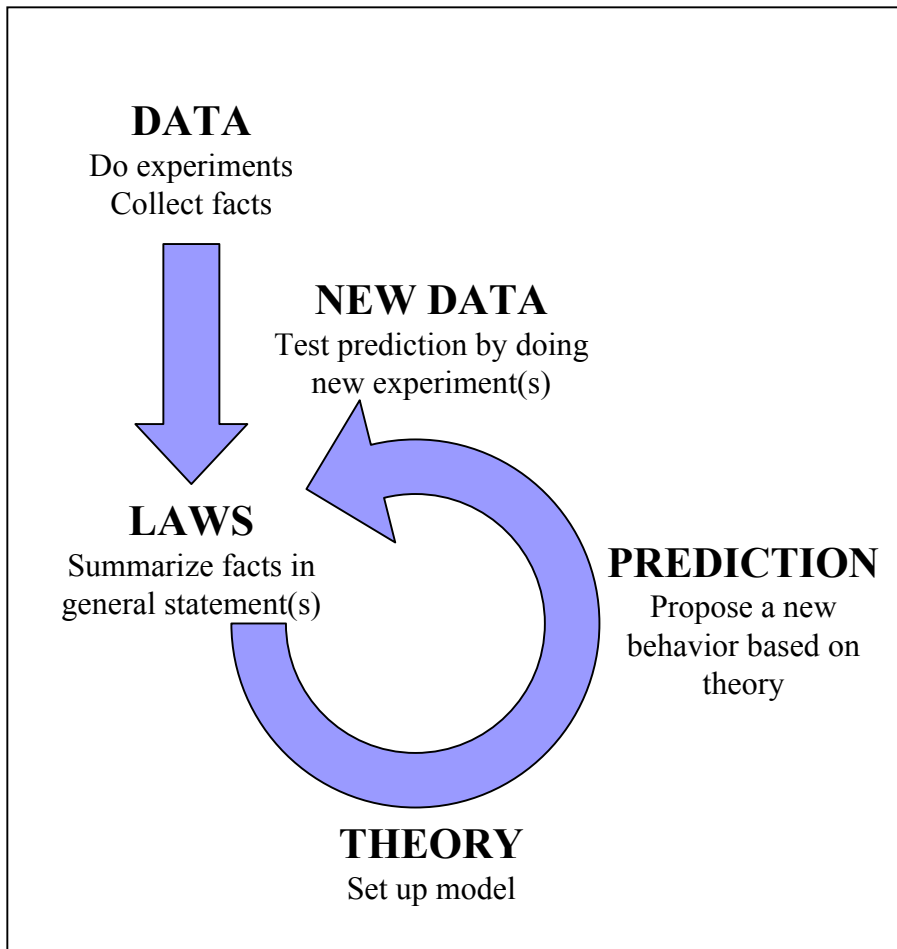 DATA
Do experiments
Collect facts
NEW DATA
Test prediction by doing
new experiment(s)
LAWS
Summarize facts in
general statement(s)
PREDICTION
Propose a new
behavior based on
theory
THEORY
Set up model